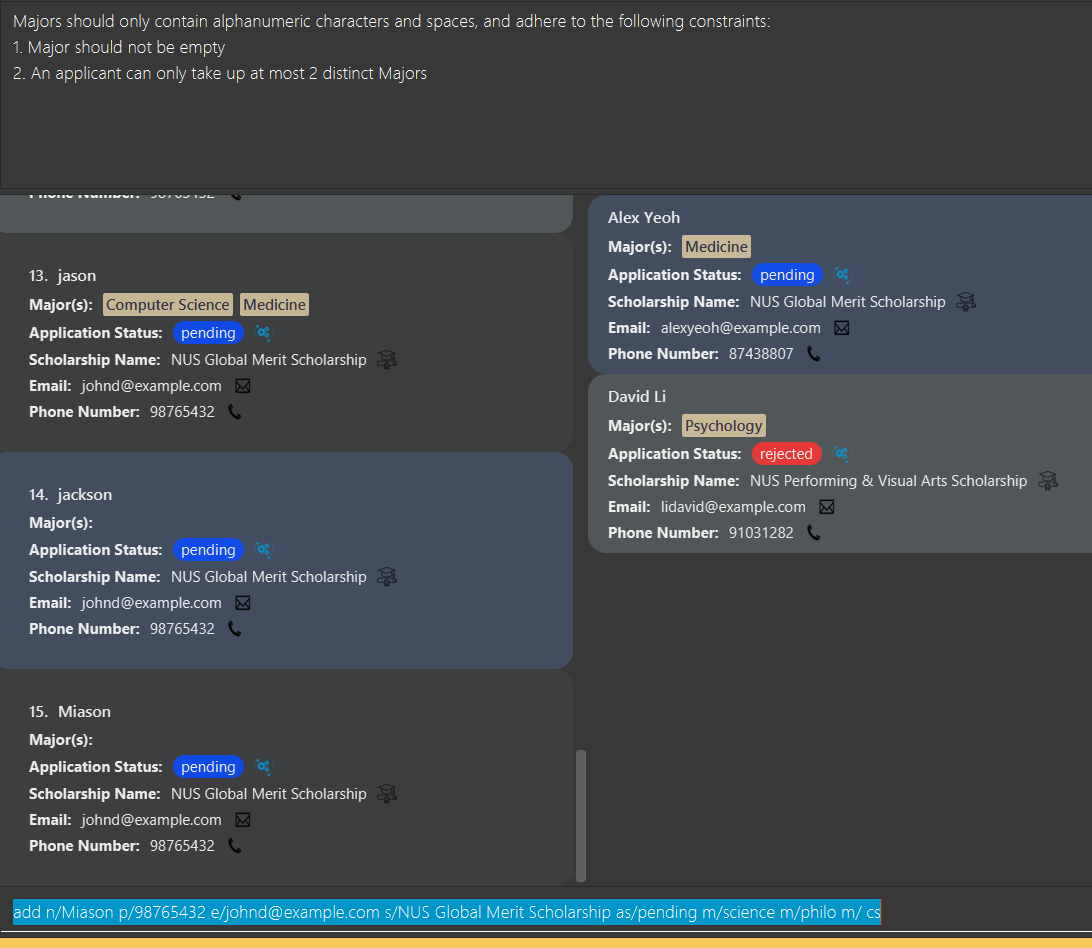 Majors should only contain alphanumeric characters and spaces, and adhere to the following constraints:
1. Major should not be empty
2. An applicant can only take up at most 2 distinct Majors
Phone Number: 98765432
13. jason
Major(s): Computer Science Medicine
Application Status: pending
Scholarship Name: NUS Global Merit Scholarship
Email: johnd@example.com
Phone Number: 98765432
14. jackson
Major(s):
Application Status: pending
Scholarship Name: NUS Global Merit Scholarship
Email: johnd@example.com
Phone Number: 98765432
15. Miason
Major(s):
Application Status: pending
Scholarship Name: NUS Global Merit Scholarship
Email: johnd@example.com
Phone Number: 98765432
Alex Yeoh
Major(s): Medicine
Application Status: pending
Scholarship Name: NUS Global Merit Scholarship
Email: alexyeoh@example.com
Phone Number: 87438807
David Li
Major(s): Psychology
Application Status: rejected
Scholarship Name: NUS Performing & Visual Arts Scholarship
Email: lidavid@example.com
Phone Number: 91031282
add n/Miason p/98765432 e/johnd@example.com s/NUS Global Merit Scholarship as/pending m/science m/philo m/ cs